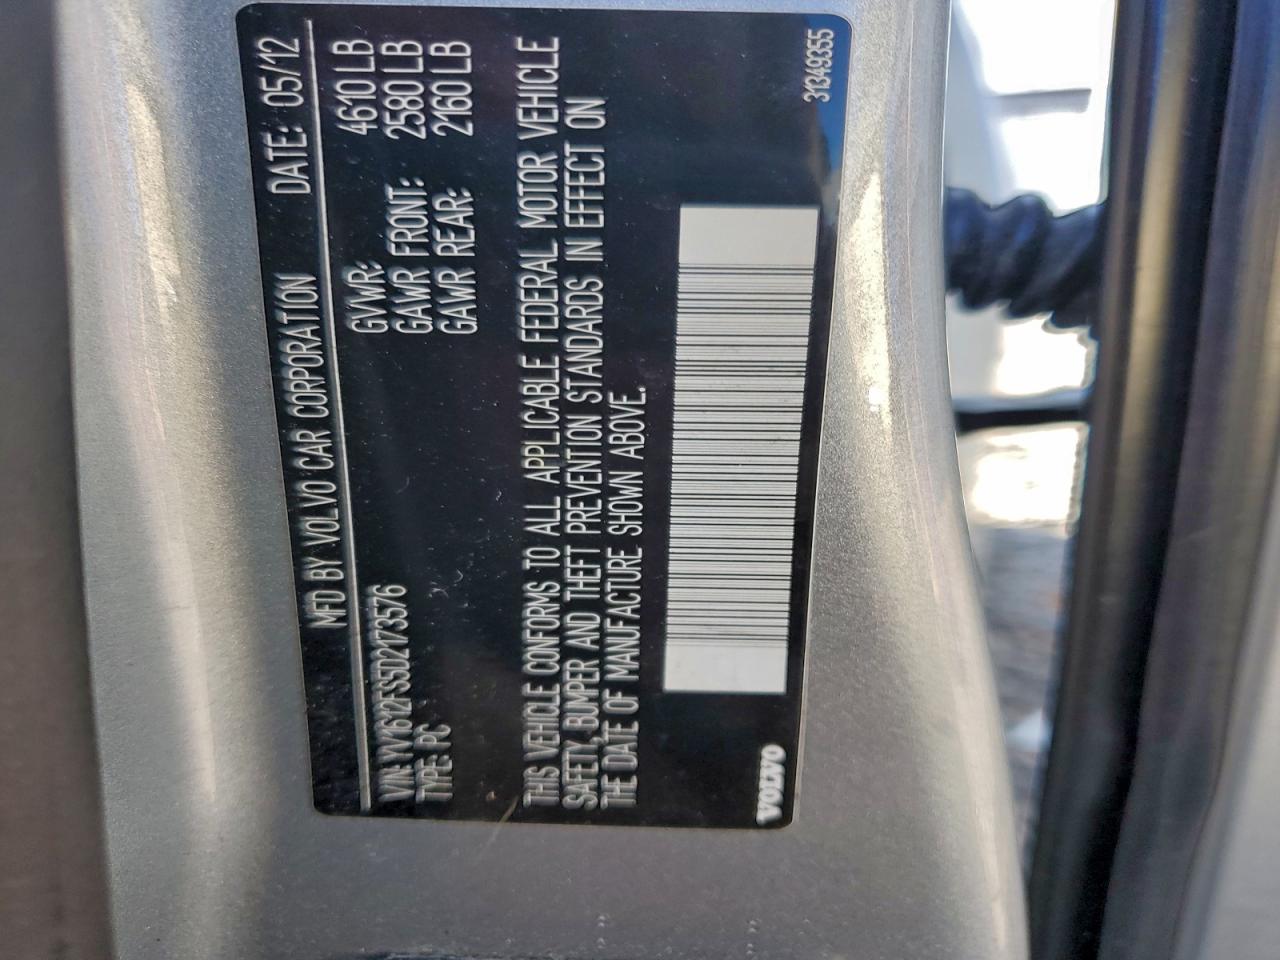 MFD BY VOLVO CAR CORPORATION DATE: 05/12
VIN: YV1612FS5D2173576 GVWR: 4610 LB
TYPE: PC GAWR FRONT: 2580 LB
GAWR REAR: 2160 LB
THIS VEHICLE CONFORMS TO ALL APPLICABLE FEDERAL MOTOR VEHICLE
SAFETY, BUMPER AND THEFT PREVENTION STANDARDS IN EFFECT ON
THE DATE OF MANUFACTURE SHOWN ABOVE.
VOLVO 31349355